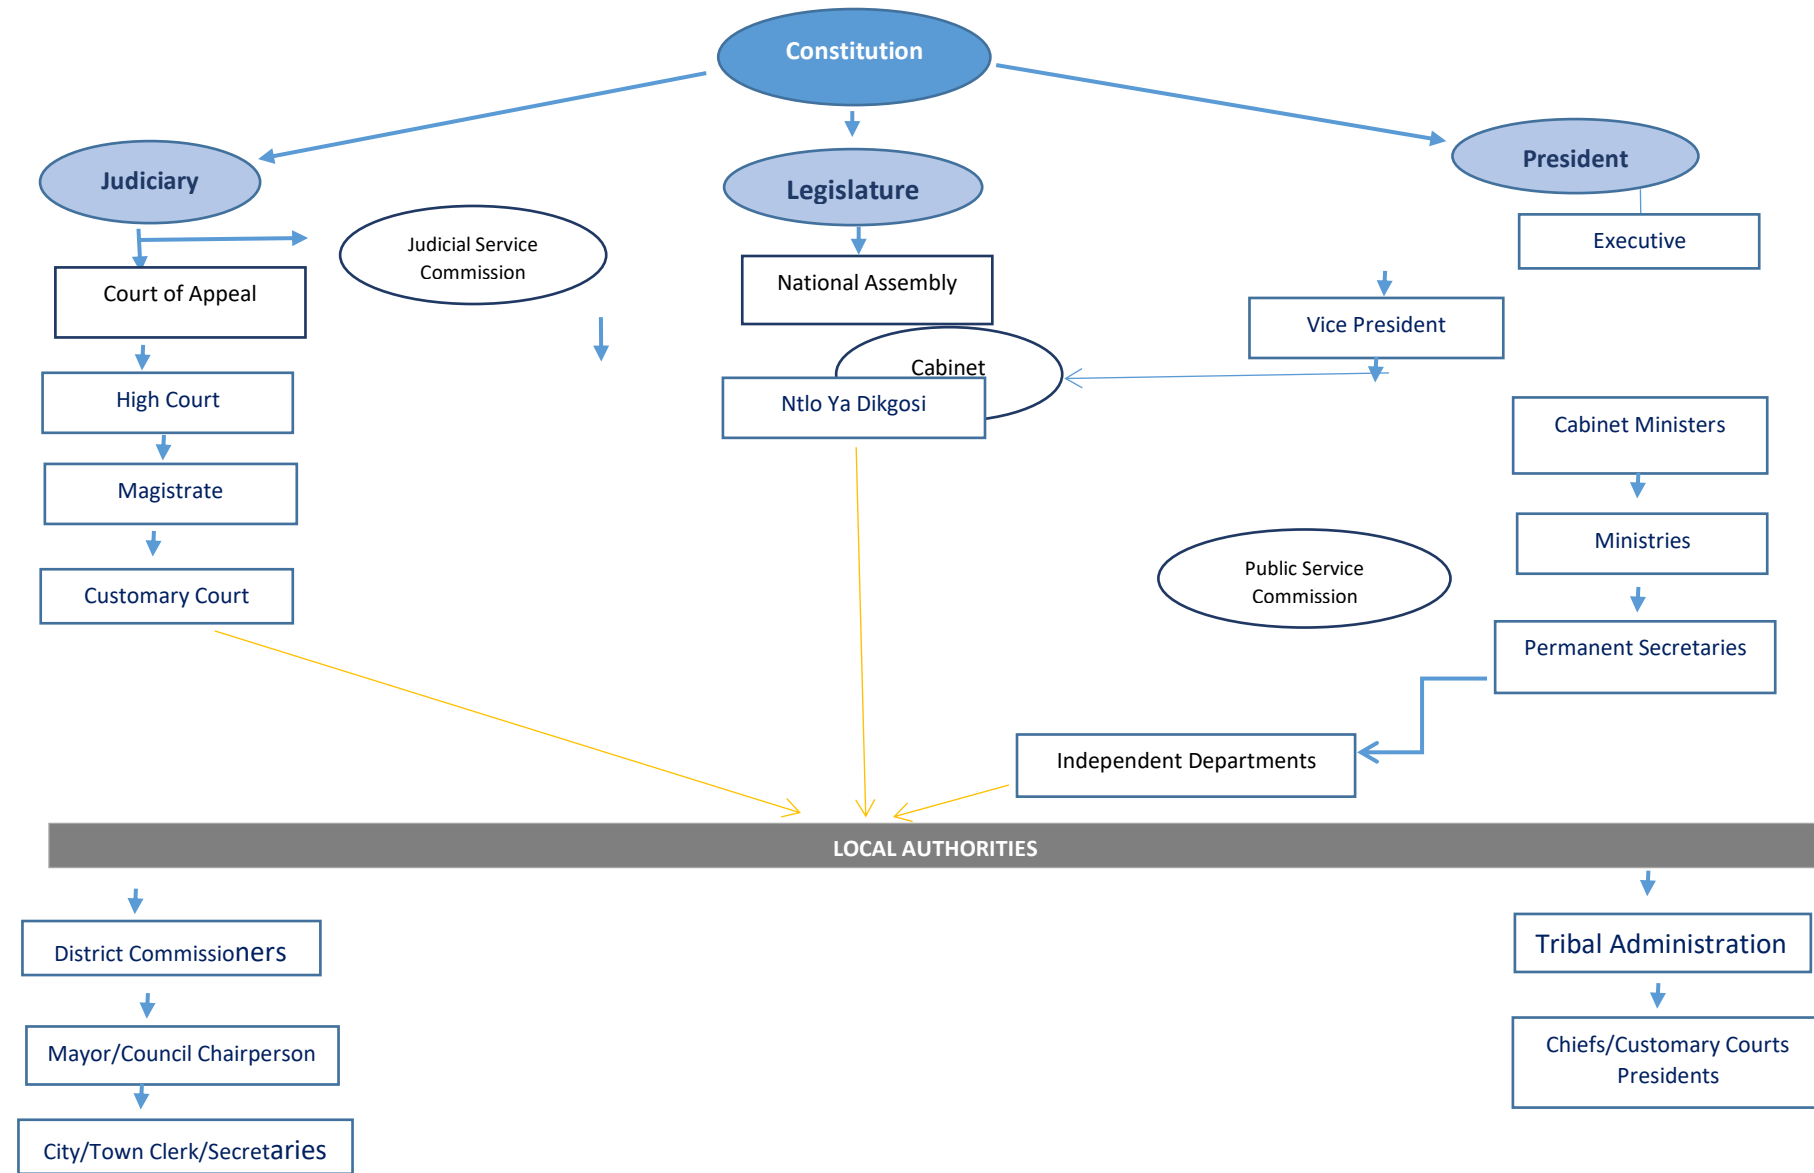 Constitution
Judiciary
Legislature
President
Judicial Service
Commission
Executive
Court of Appeal
National Assembly
Vice President
Cabinet
High Court
Ntlo Ya Dikgosi
Cabinet Ministers
Magistrate
Ministries
Customary Court
Public Service
Commission
Permanent Secretaries
Independent Departments
LOCAL AUTHORITIES
District Commissioners
Tribal Administration
Mayor/Council Chairperson
Chiefs/Customary Courts
Presidents
City/Town Clerk/Secretaries